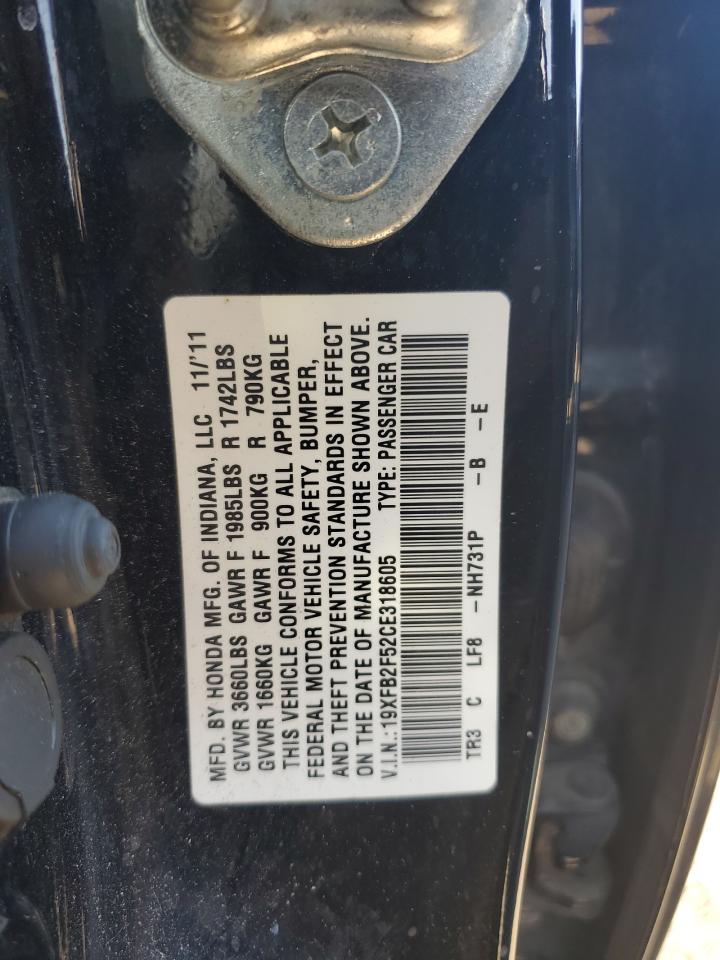 MFD. BY HONDA MFG. OF INDIANA, LLC 11/'11
GVWR 3660LBS GAWR F 1985LBS R 1742LBS
GVWR 1660KG GAWR F 900KG R 790KG
THIS VEHICLE CONFORMS TO ALL APPLICABLE
FEDERAL MOTOR VEHICLE SAFETY, BUMPER,
AND THEFT PREVENTION STANDARDS IN EFFECT
ON THE DATE OF MANUFACTURE SHOWN ABOVE.
V.I.N.:19XFB2F52CE318605 TYPE: PASSENGER CAR
TR3 C LF8 -NH731P -B -E